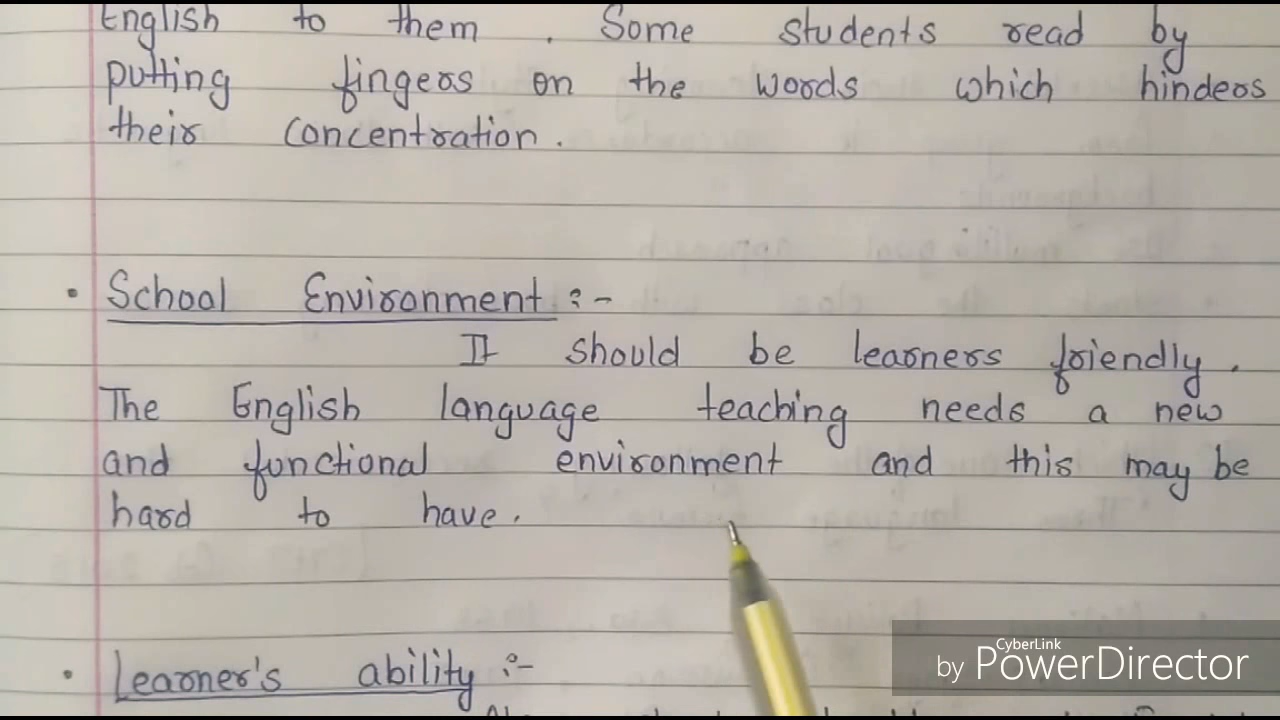 English to them . Some students read by
putting fingers on the words which hinders
their concentration .
• School Environment :-
It should be learners friendly .
The English language teaching needs a new
and functional environment and this may be
hard to have .
• Learner's ability :-
CyberLink
by PowerDirector